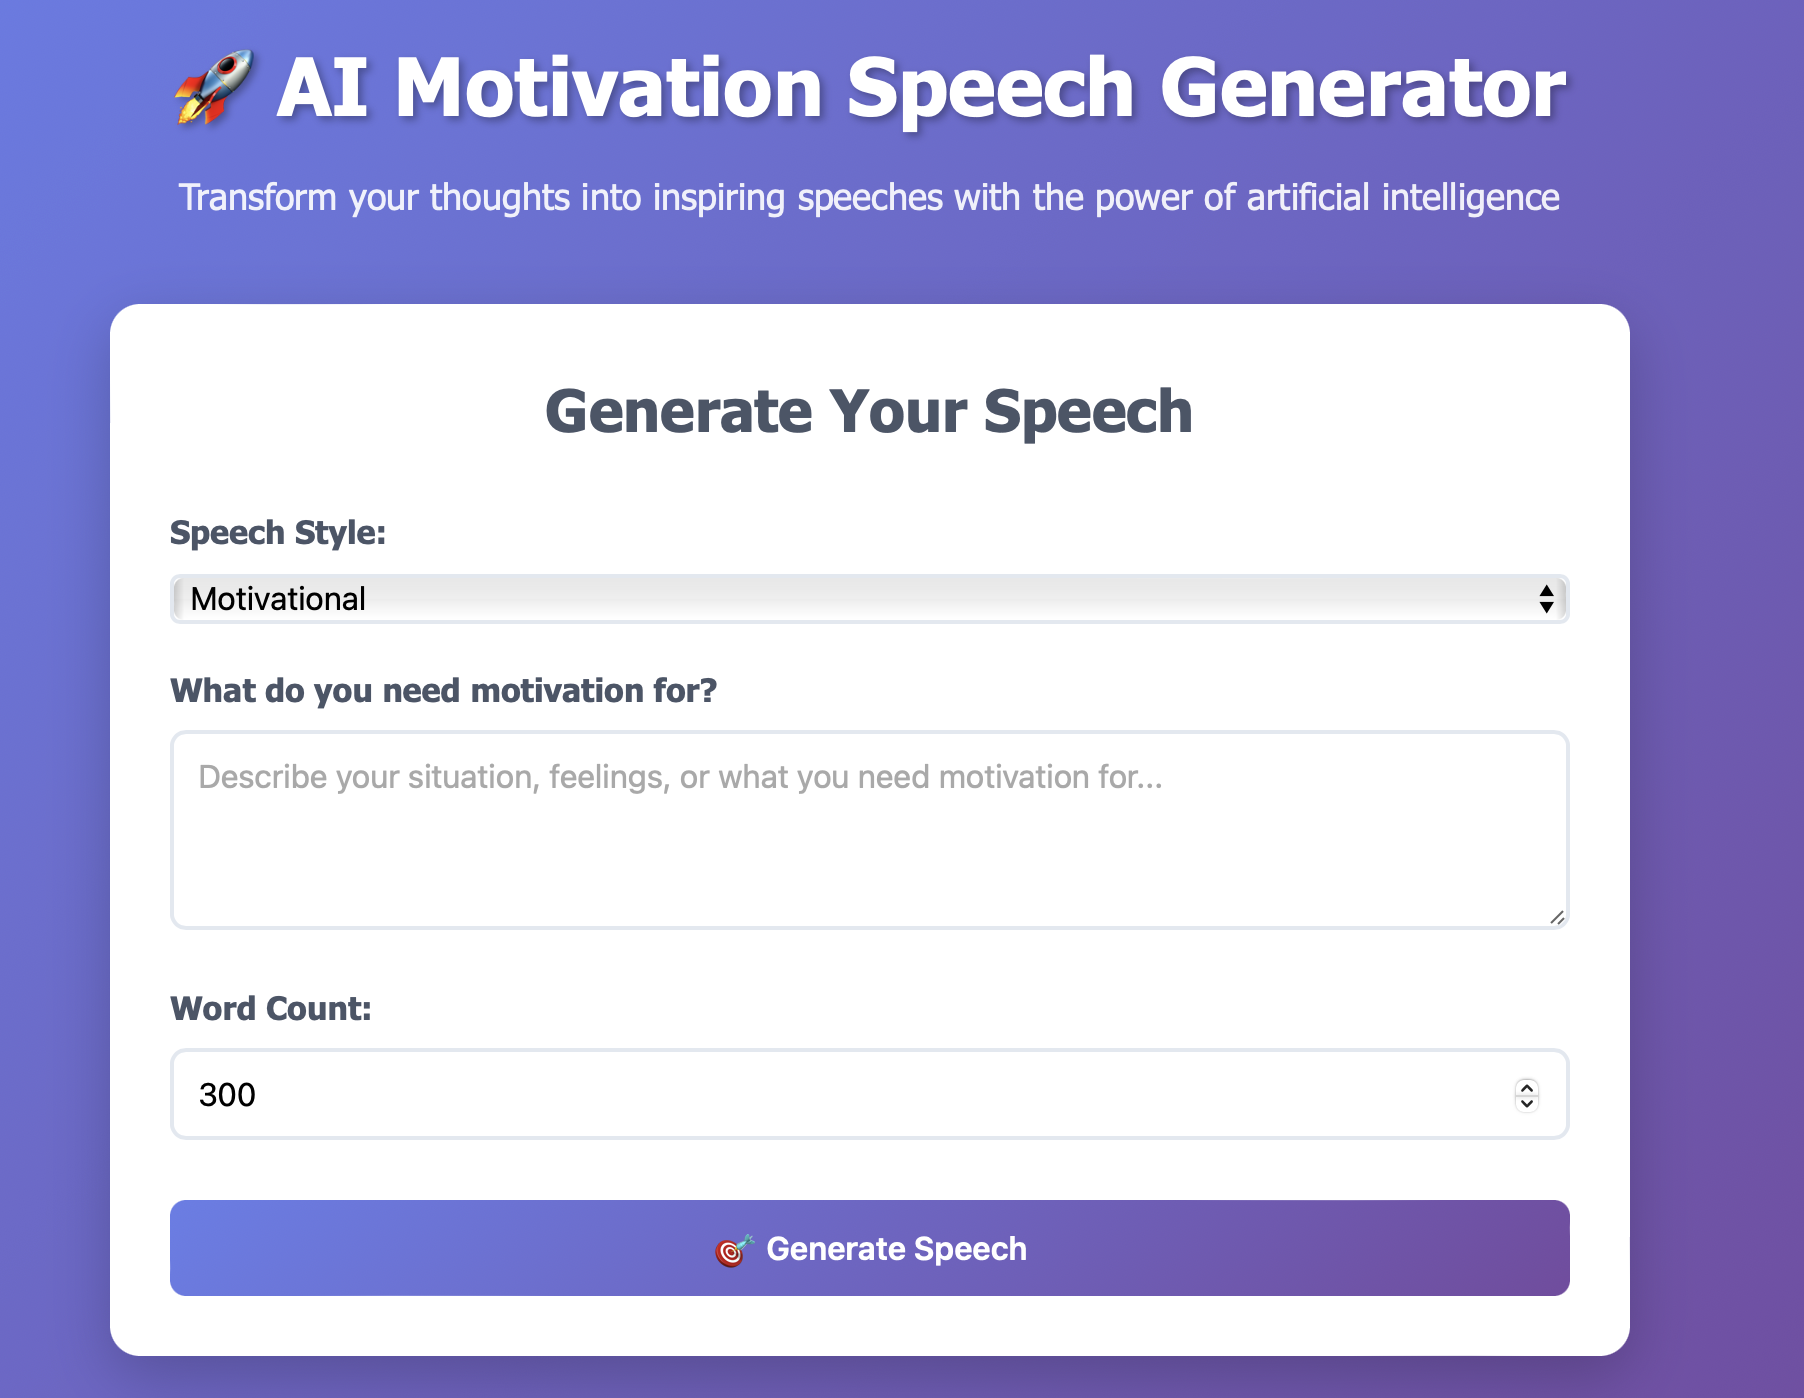 🚀 AI Motivation Speech Generator
Transform your thoughts into inspiring speeches with the power of artificial intelligence
Generate Your Speech
Speech Style:
Motivational
What do you need motivation for?
Describe your situation, feelings, or what you need motivation for...
Word Count:
300
🎯 Generate Speech